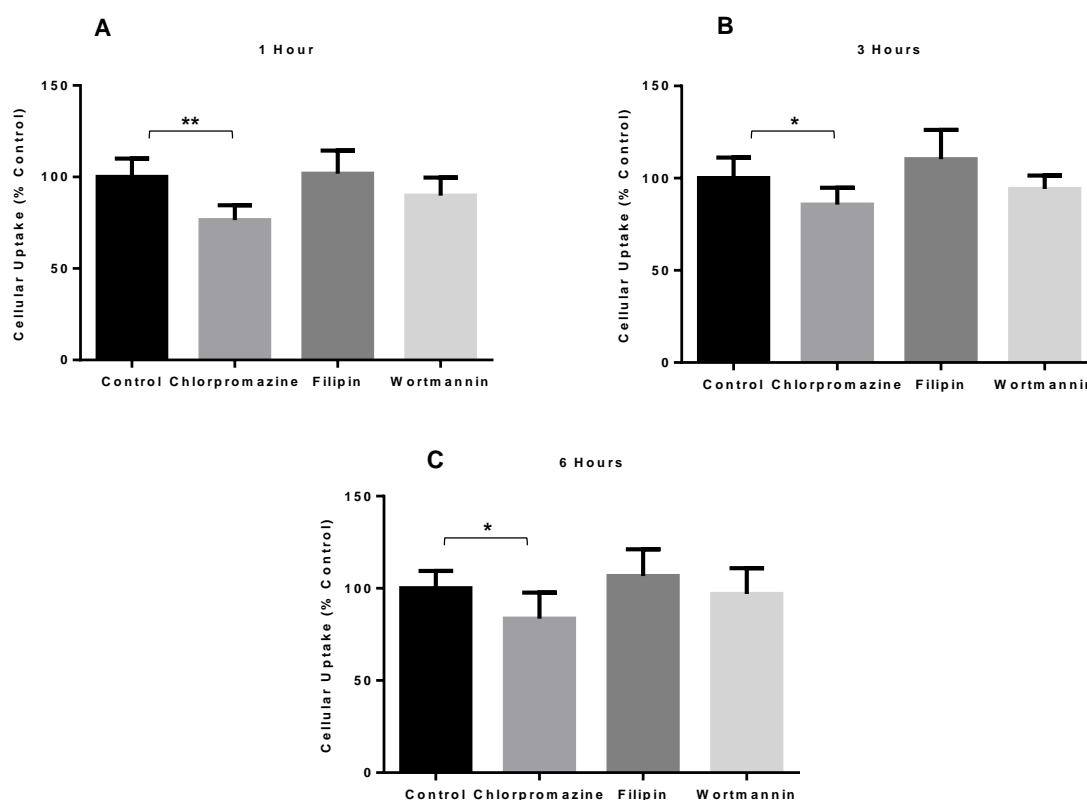 A
1 Hour
Cellular Uptake (% Control)
150
100
50
0
**
Control Chlorpromazine Filipin Wortmannin
B
3 Hours
Cellular Uptake (% Control)
150
100
50
0
*
Control Chlorpromazine Filipin Wortmannin
C
6 Hours
Cellular Uptake (% Control)
150
100
50
0
*
Control Chlorpromazine Filipin Wortmannin